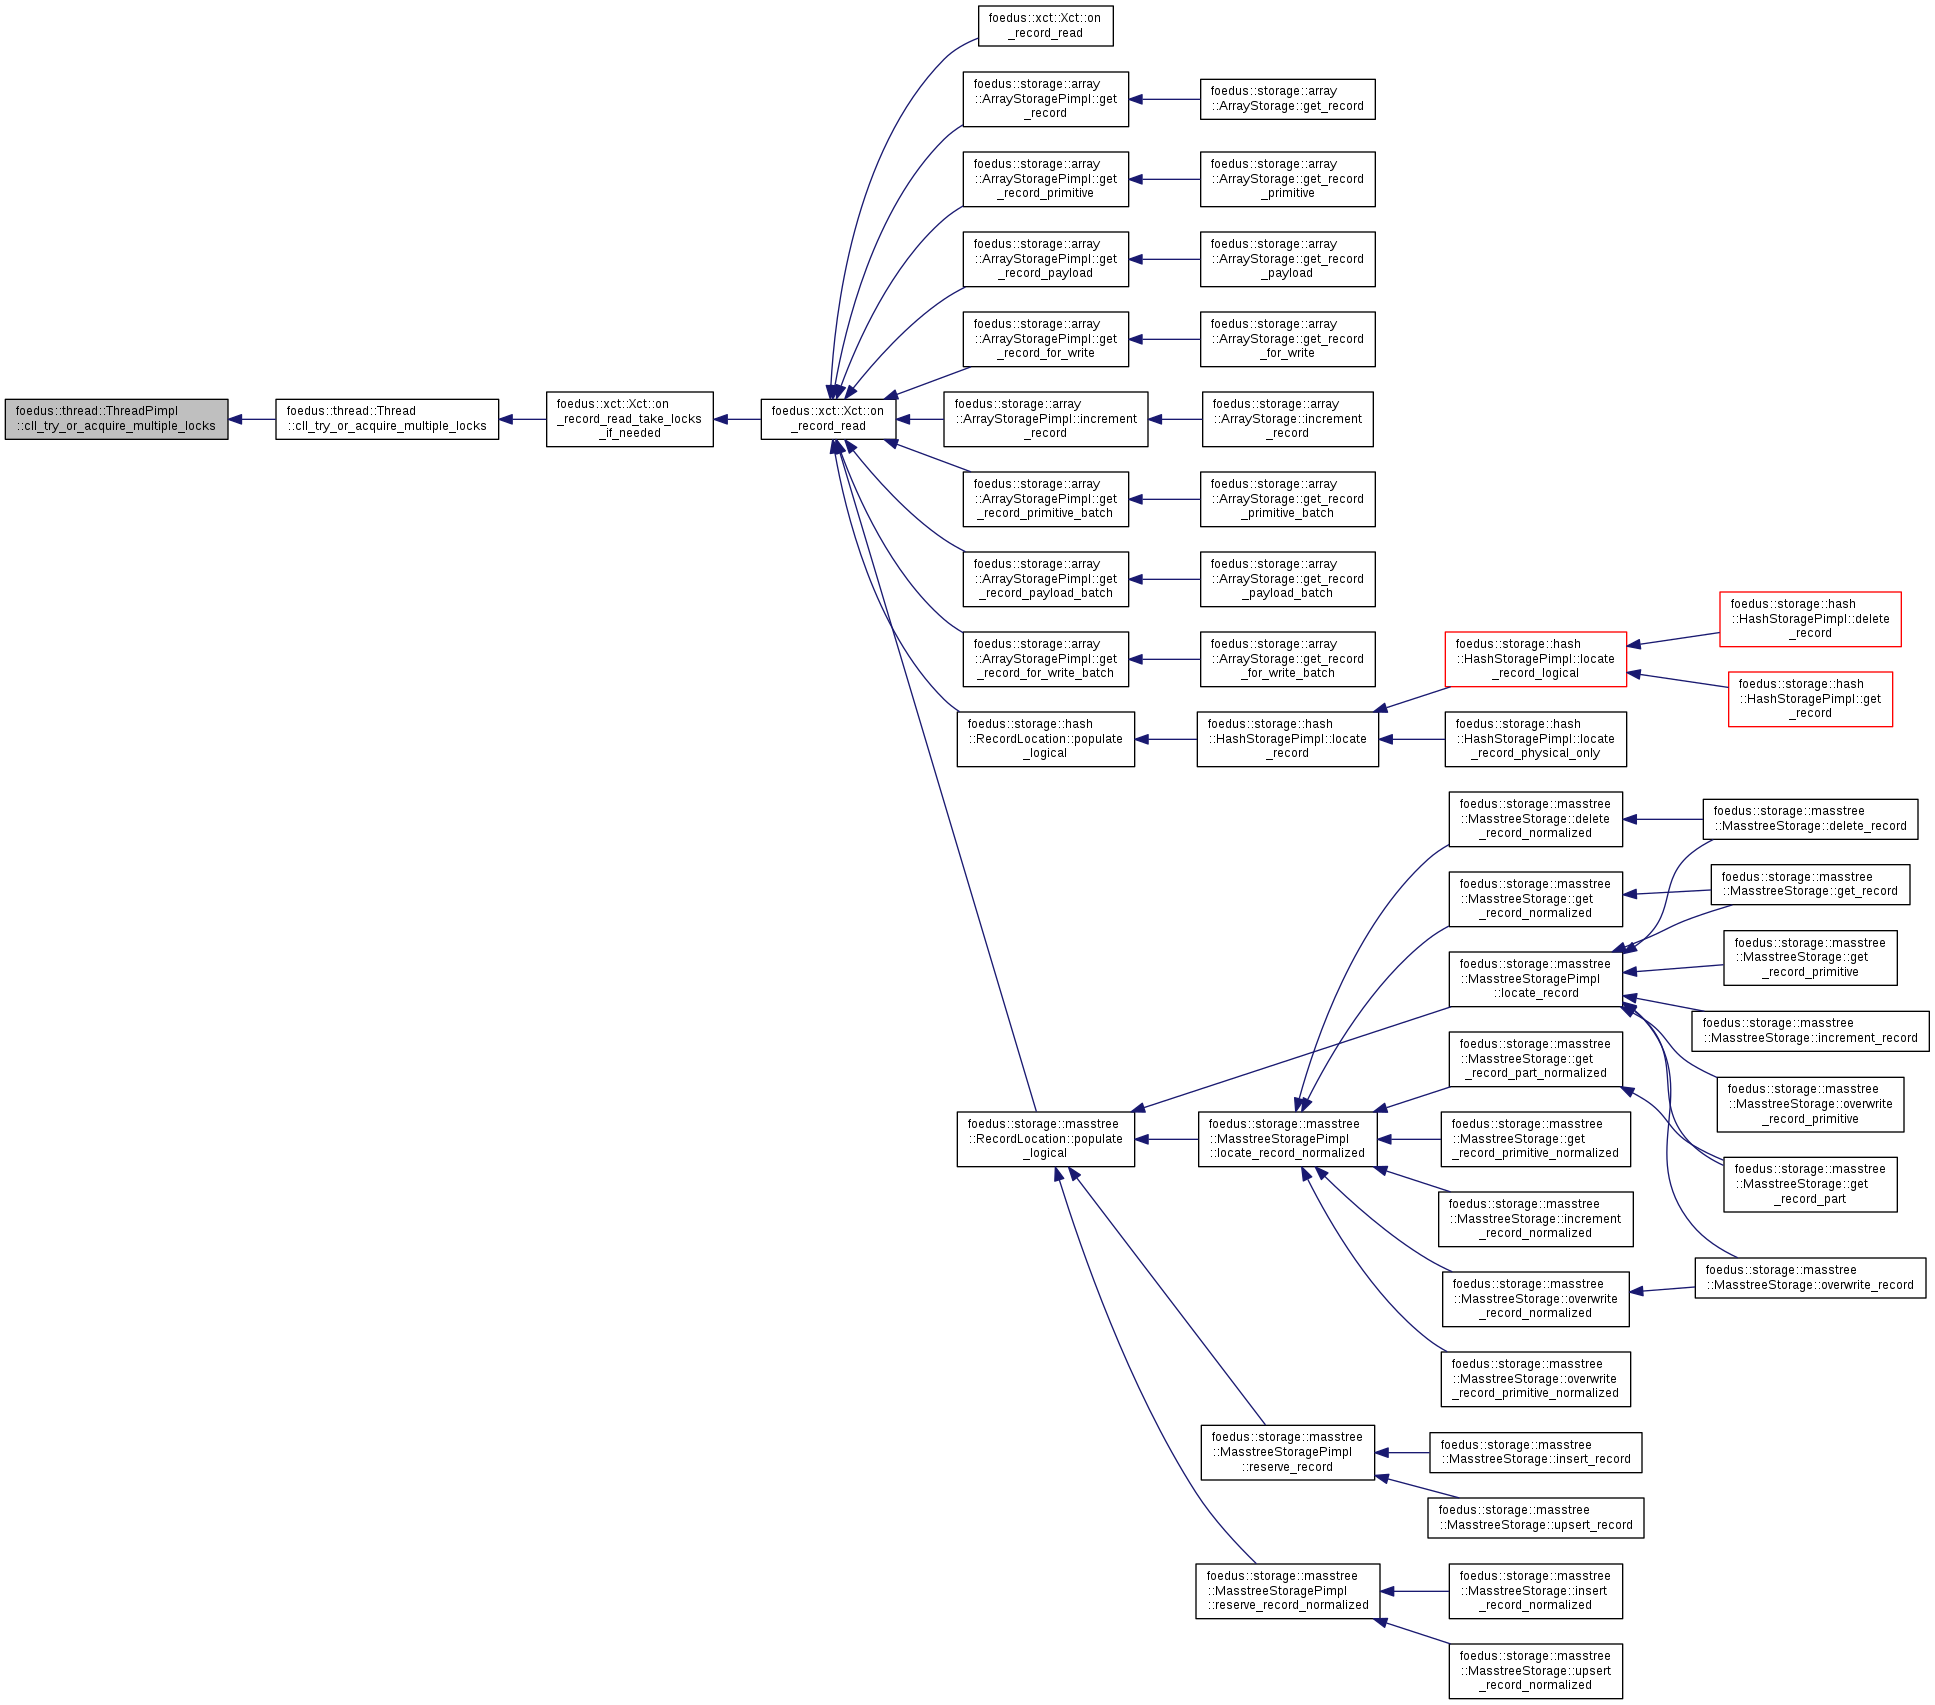 foedus::thread::ThreadPimpl
::cll_try_or_acquire_multiple_locks
foedus::thread::Thread
::cll_try_or_acquire_multiple_locks
foedus::xct::Xct::on
_record_read_take_locks
_if_needed
foedus::xct::Xct::on
_record_read
foedus::xct::Xct::on
_record_read
foedus::storage::array
::ArrayStoragePimpl::get
_record
foedus::storage::array
::ArrayStorage::get_record
foedus::storage::array
::ArrayStoragePimpl::get
_record_primitive
foedus::storage::array
::ArrayStorage::get_record
_primitive
foedus::storage::array
::ArrayStoragePimpl::get
_record_payload
foedus::storage::array
::ArrayStorage::get_record
_payload
foedus::storage::array
::ArrayStoragePimpl::get
_record_for_write
foedus::storage::array
::ArrayStorage::get_record
_for_write
foedus::storage::array
::ArrayStoragePimpl::increment
_record
foedus::storage::array
::ArrayStorage::increment
_record
foedus::storage::array
::ArrayStoragePimpl::get
_record_primitive_batch
foedus::storage::array
::ArrayStorage::get_record
_primitive_batch
foedus::storage::array
::ArrayStoragePimpl::get
_record_payload_batch
foedus::storage::array
::ArrayStorage::get_record
_payload_batch
foedus::storage::array
::ArrayStoragePimpl::get
_record_for_write_batch
foedus::storage::array
::ArrayStorage::get_record
_for_write_batch
foedus::storage::hash
::RecordLocation::populate
_logical
foedus::storage::hash
::HashStoragePimpl::locate
_record
foedus::storage::hash
::HashStoragePimpl::locate
_record_logical
foedus::storage::hash
::HashStoragePimpl::delete
_record
foedus::storage::hash
::HashStoragePimpl::get
_record
foedus::storage::hash
::HashStoragePimpl::locate
_record_physical_only
foedus::storage::masstree
::RecordLocation::populate
_logical
foedus::storage::masstree
::MasstreeStoragePimpl
::locate_record_normalized
foedus::storage::masstree
::MasstreeStorage::delete
_record_normalized
foedus::storage::masstree
::MasstreeStorage::get
_record_normalized
foedus::storage::masstree
::MasstreeStoragePimpl
::locate_record
foedus::storage::masstree
::MasstreeStorage::get
_record_part_normalized
foedus::storage::masstree
::MasstreeStorage::get
_record_primitive_normalized
foedus::storage::masstree
::MasstreeStorage::increment
_record_normalized
foedus::storage::masstree
::MasstreeStorage::overwrite
_record_normalized
foedus::storage::masstree
::MasstreeStorage::overwrite
_record_primitive_normalized
foedus::storage::masstree
::MasstreeStorage::delete_record
foedus::storage::masstree
::MasstreeStorage::get_record
foedus::storage::masstree
::MasstreeStorage::get
_record_primitive
foedus::storage::masstree
::MasstreeStorage::increment_record
foedus::storage::masstree
::MasstreeStorage::overwrite
_record_primitive
foedus::storage::masstree
::MasstreeStorage::get
_record_part
foedus::storage::masstree
::MasstreeStorage::overwrite_record
foedus::storage::masstree
::MasstreeStoragePimpl
::reserve_record
foedus::storage::masstree
::MasstreeStorage::insert_record
foedus::storage::masstree
::MasstreeStorage::upsert_record
foedus::storage::masstree
::MasstreeStoragePimpl
::reserve_record_normalized
foedus::storage::masstree
::MasstreeStorage::insert
_record_normalized
foedus::storage::masstree
::MasstreeStorage::upsert
_record_normalized